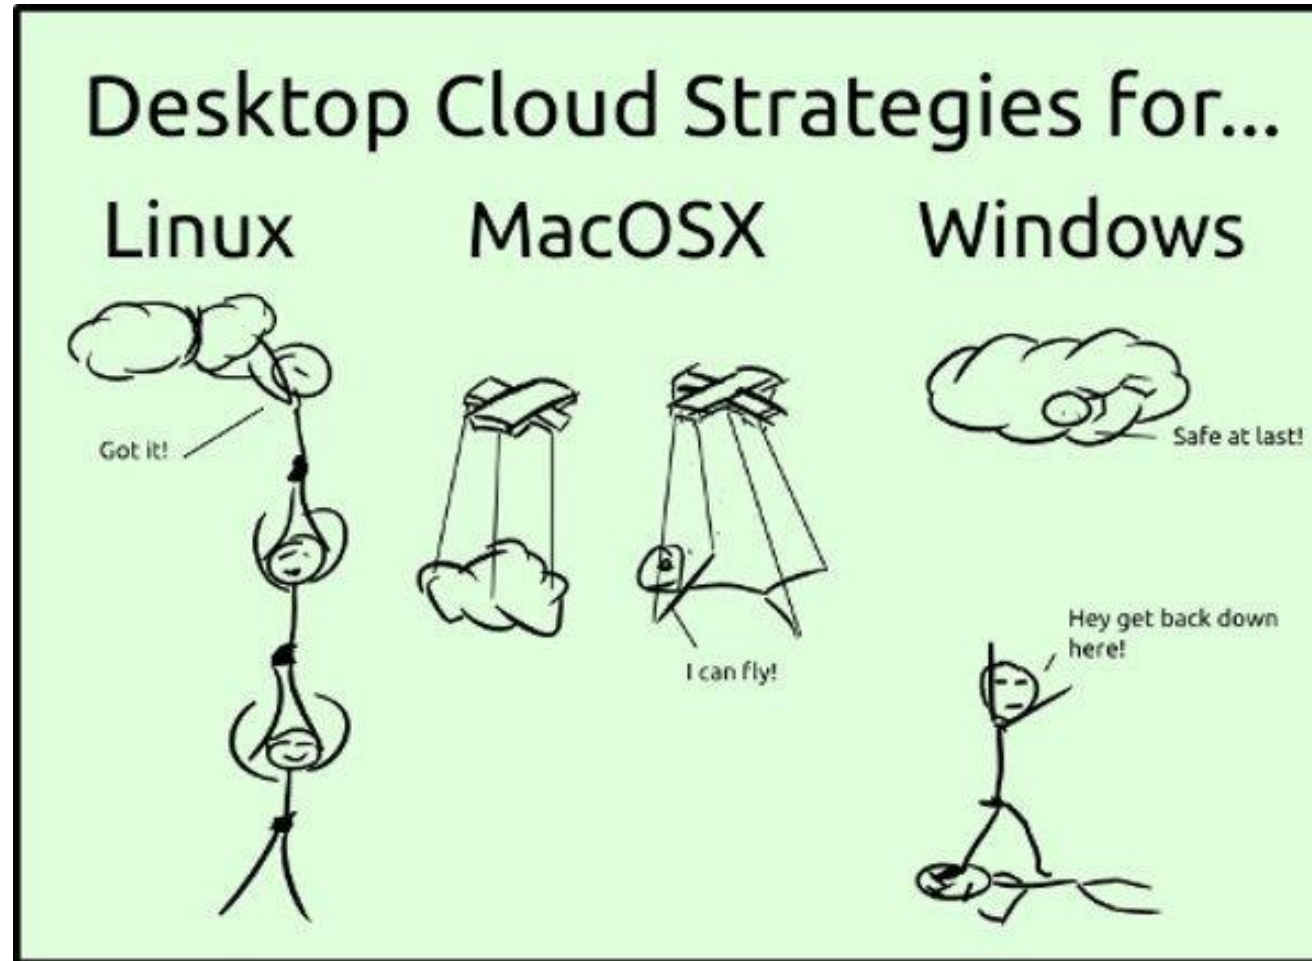 Desktop Cloud Strategies for...
Linux
MacOSX
Windows
Got it!
I can fly!
Safe at last!
Hey get back down
here!